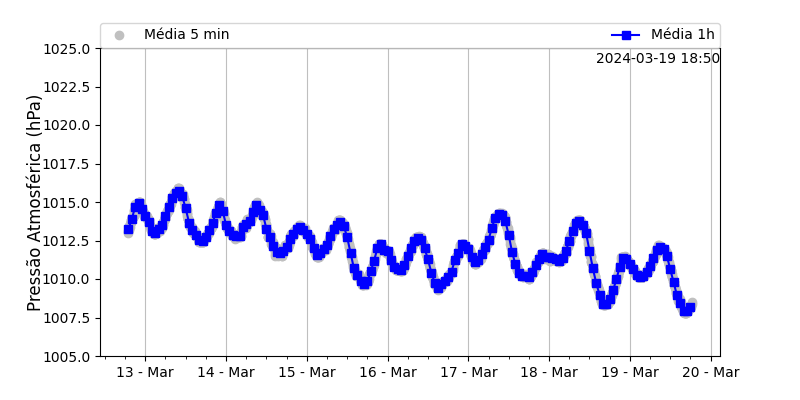 Média 5 min
Média 1h
2024-03-19 18:50
Pressão Atmosférica (hPa)
1025.0
1022.5
1020.0
1017.5
1015.0
1012.5
1010.0
1007.5
1005.0
13 - Mar
14 - Mar
15 - Mar
16 - Mar
17 - Mar
18 - Mar
19 - Mar
20 - Mar